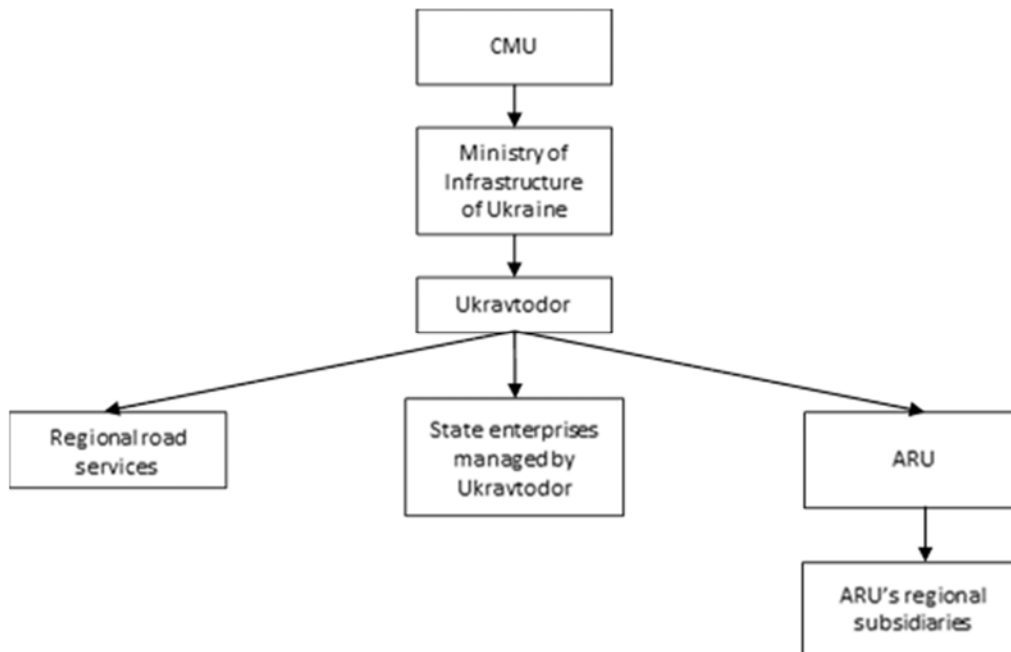 CMU
Ministry of
Infrastructure
of Ukraine
Ukravtodor
Regional road
services
State enterprises
managed by
Ukravtodor
ARU
ARU's regional
subsidiaries